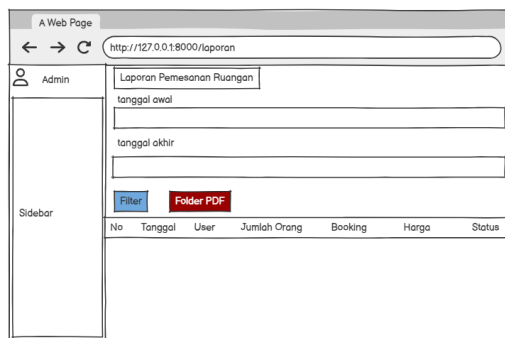 A Web Page
http://127.0.0.1:8000/laporan
Admin
Laporan Pemesanan Ruangan
tanggal awal
tanggal akhir
Filter
Folder PDF
Sidebar
No Tanggal User Jumlah Orang Booking Harga Status